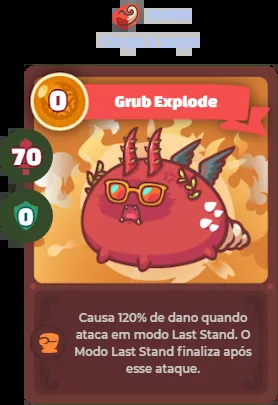 0
Grub Explode
70
0
Causa 120% de dano quando
ataca em modo Last Stand. O
Modo Last Stand finaliza após
esse ataque.